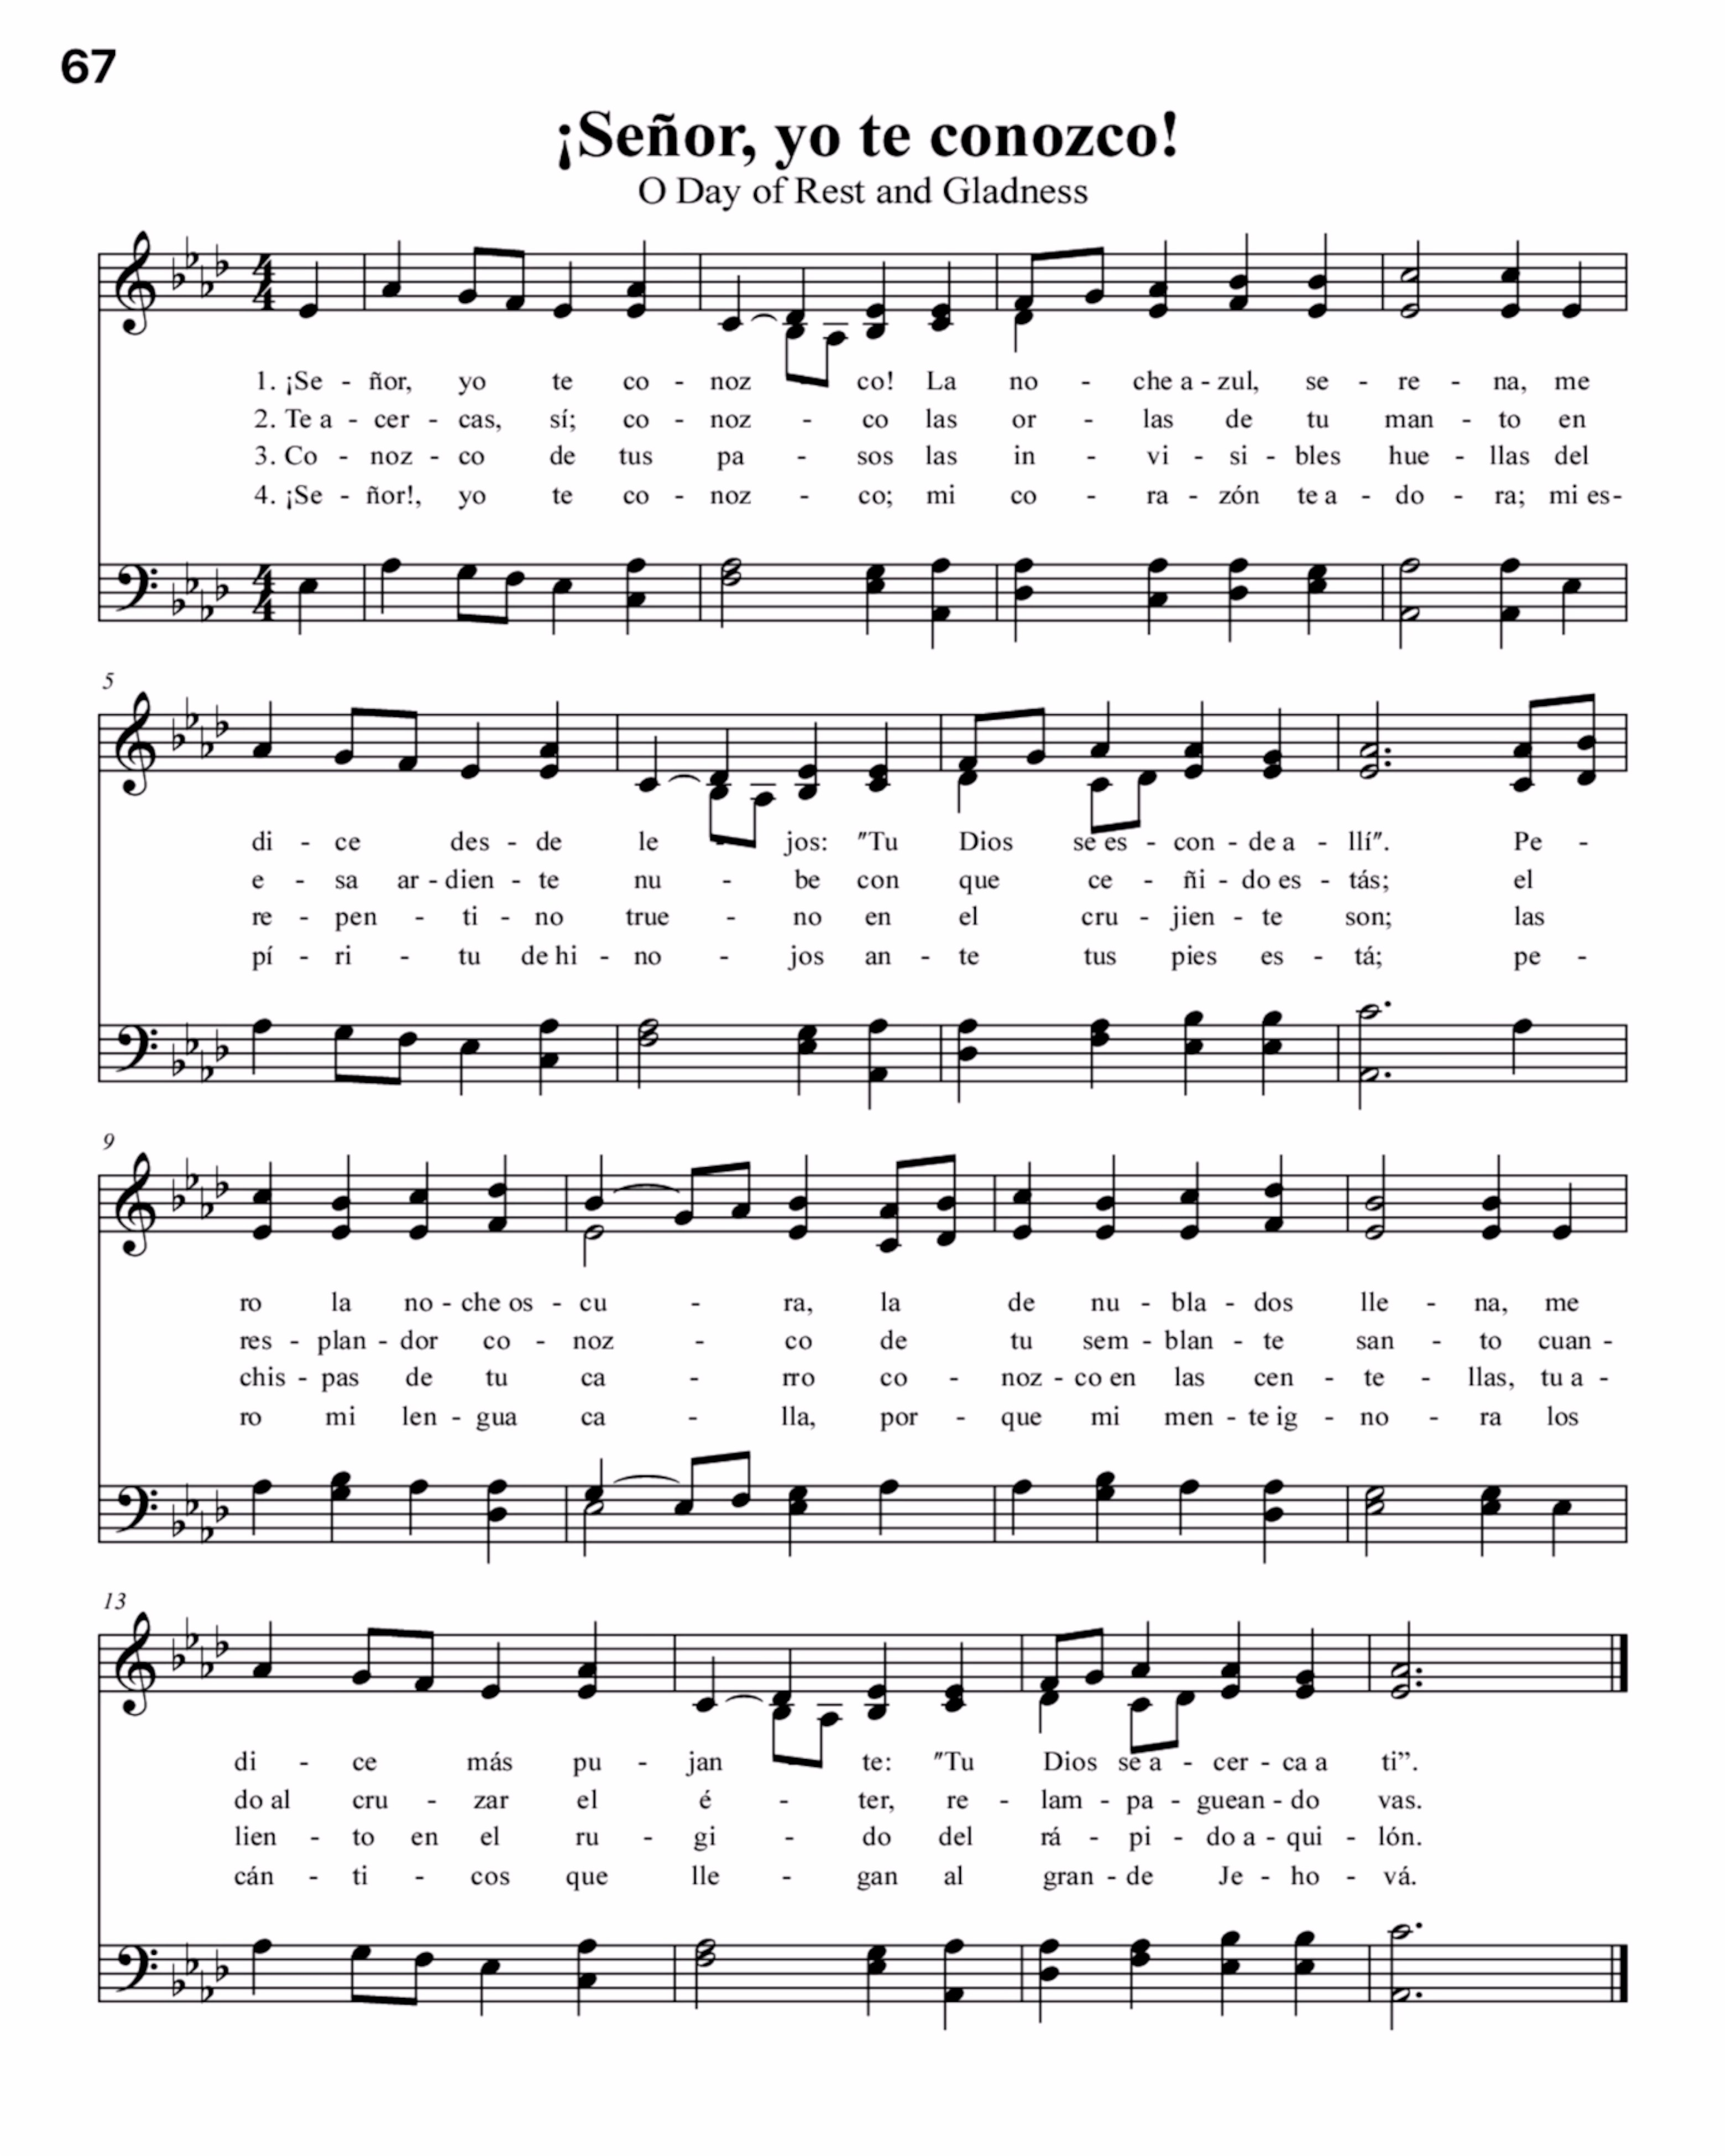 67
¡Señor, yo te conozco!
O Day of Rest and Gladness
4 4
1. ¡Se - ñor, yo te co - noz - co! La no - che a - zul, se - re - na, me
2. Te a - cer - cas, sí; co - noz - co las or - las de tu man - to en
3. Co - noz - co de tus pa - sos las in - vi - si - bles hue - llas del
4. ¡Se - ñor!, yo te co - noz - co; mi co - ra - zón te a - do - ra; mi es-
4 4
5
di - ce des - de le - jos: "Tu Dios se es - con - de a - llí". Pe -
e - sa ar - dien - te nu - be con que ce - ñi - do es - tás; el
re - pen - ti - no true - no en el cru - jien - te son; las
pí - ri - tu de hi - no - jos an - te tus pies es - tá; pe -
9
ro la no - che os - cu - ra, la de nu - bla - dos lle - na, me
res - plan - dor co - noz - co de tu sem - blan - te san - to cuan -
chis - pas de tu ca - rro co - noz - co en las cen - te - llas, tu a -
ro mi len - gua ca - lla, por - que mi men - te ig - no - ra los
13
di - ce más pu - jan - te: "Tu Dios se a - cer - ca a ti”.
do al cru - zar el é - ter, re - lam - pa - guean - do vas.
lien - to en el ru - gi - do del rá - pi - do a - qui - lón.
cán - ti - cos que lle - gan al gran - de Je - ho - vá.